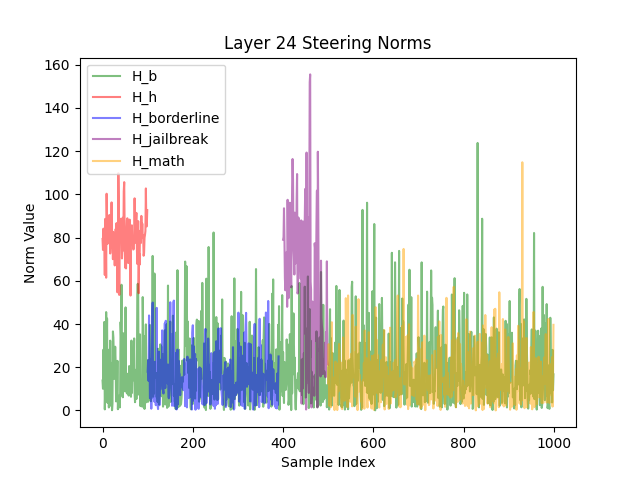 Layer 24 Steering Norms
160
140
120
100
80
60
40
20
0
Norm Value
H_b
H_h
H_borderline
H_jailbreak
H_math
0
200
400
600
800
1000
Sample Index